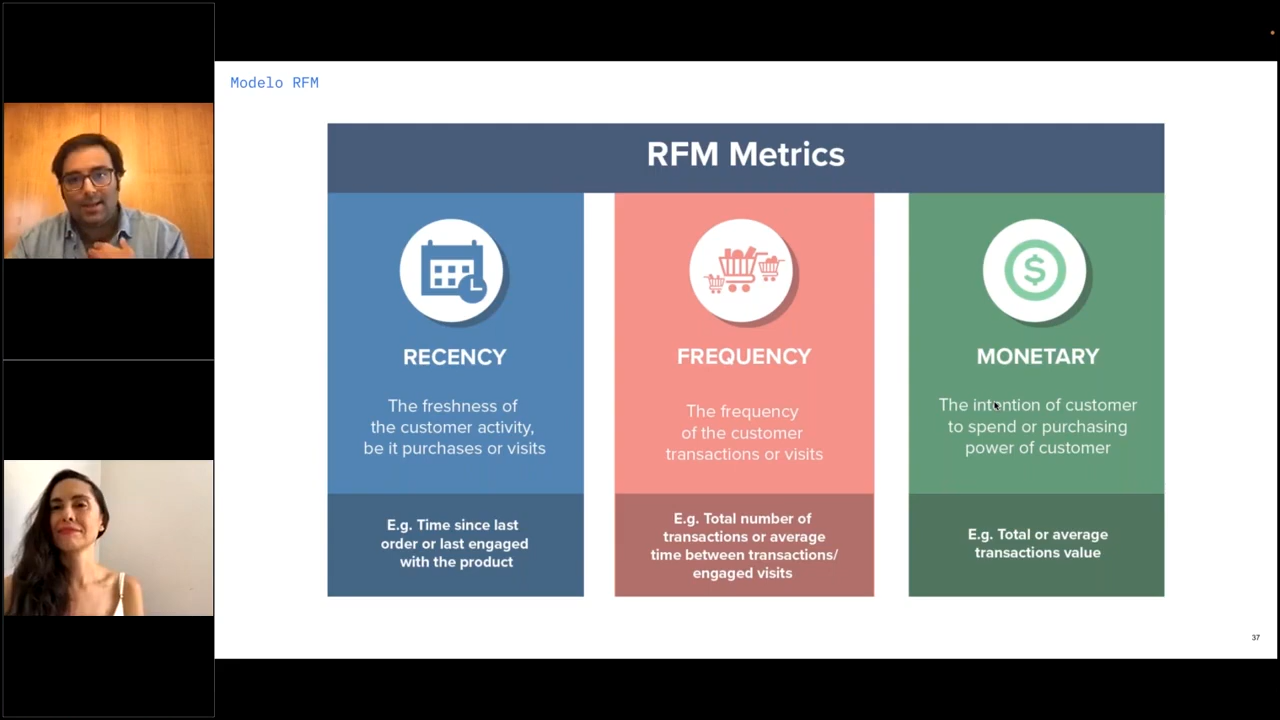 Modelo RFM
RFM Metrics
RECENCY
The freshness of
the customer activity,
be it purchases or visits
E.g. Time since last
order or last engaged
with the product
FREQUENCY
The frequency
of the customer
transactions or visits
E.g. Total number of
transactions or average
time between transactions/
engaged visits
MONETARY
The intention of customer
to spend or purchasing
power of customer
E.g. Total or average
transactions value
37